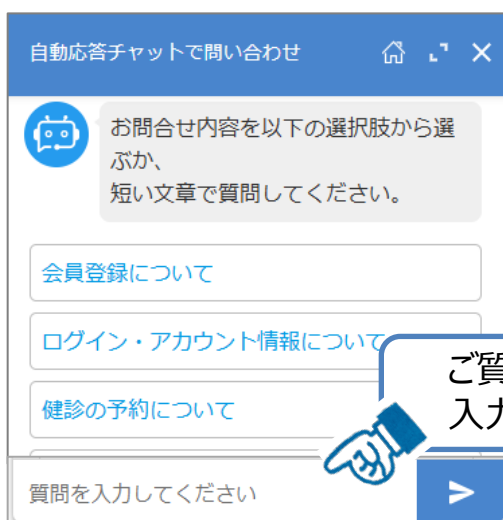 自動応答チャットで問い合わせ
お問合せ内容を以下の選択肢から選
ぶか、
短い文章で質問してください。
会員登録について
ログイン・アカウント情報について
健診の予約について
ご質
入力
質問を入力してください